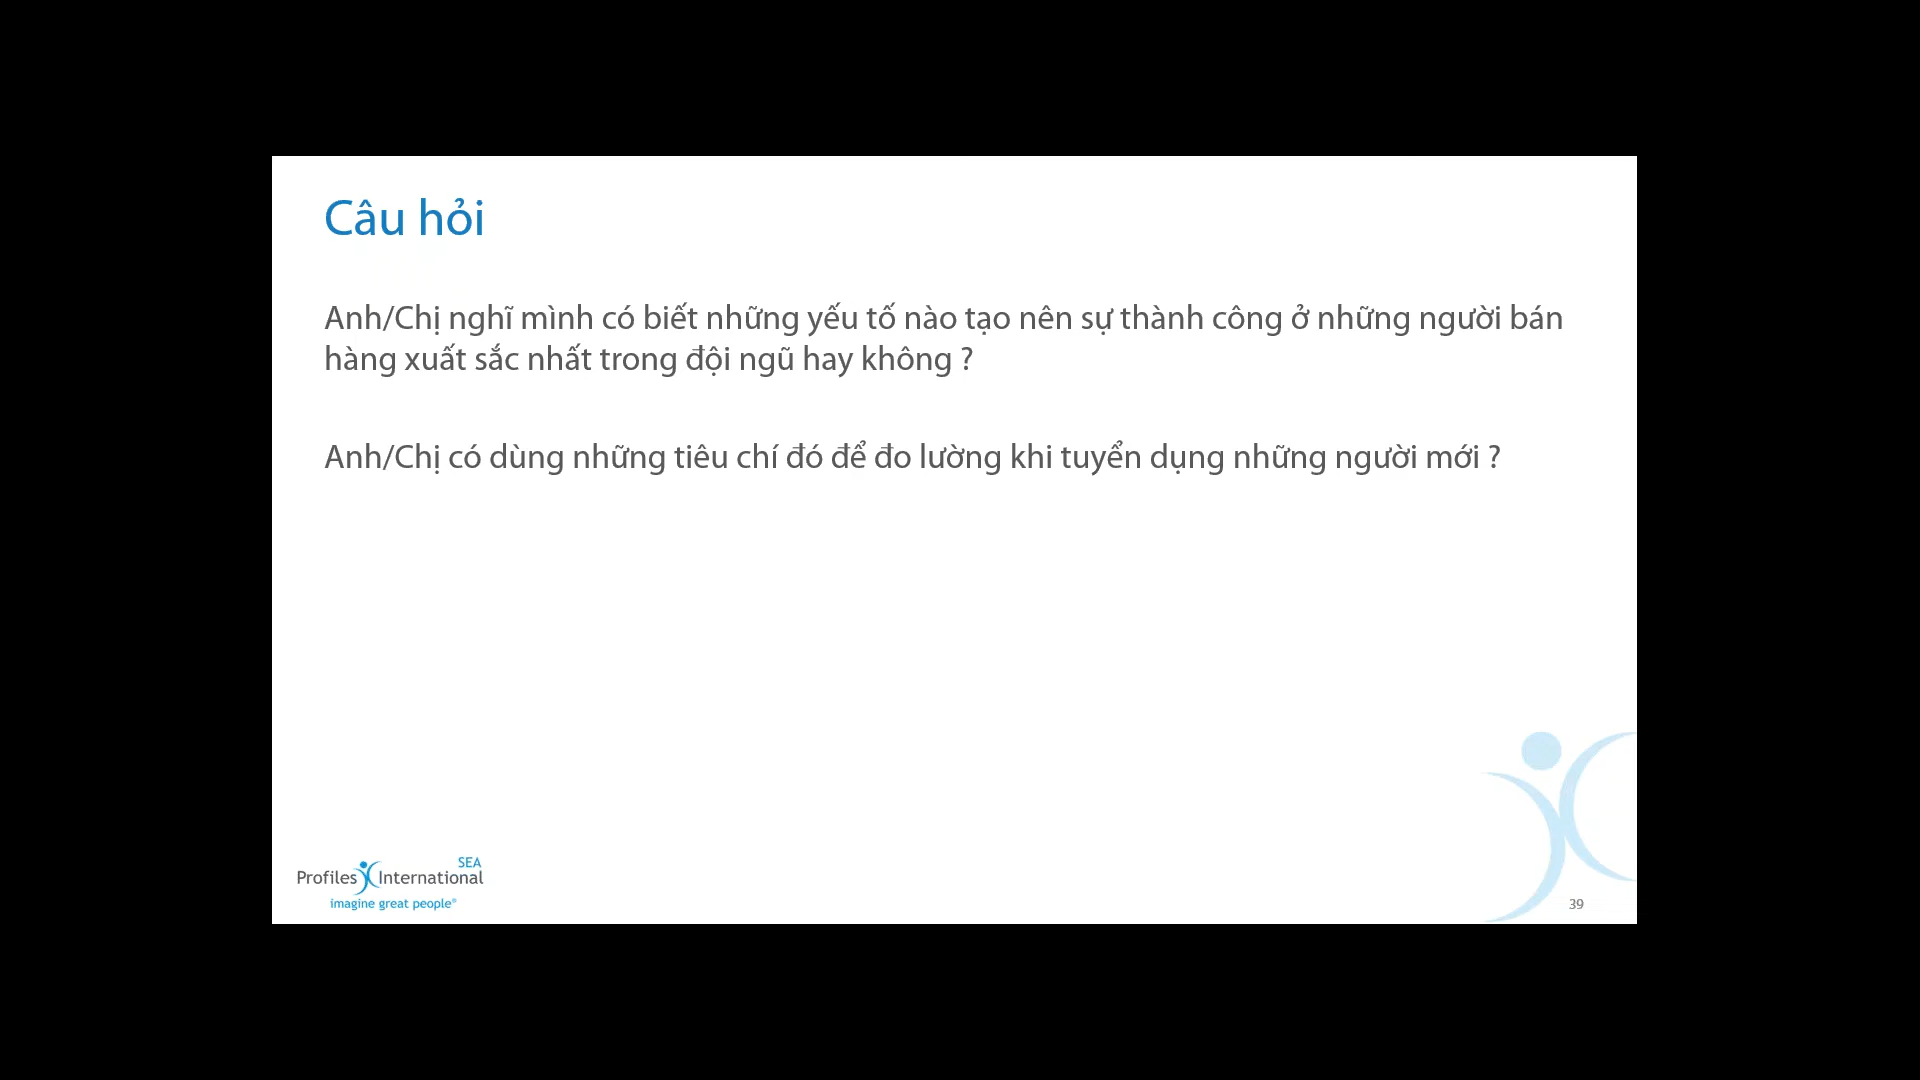 Câu hỏi
Anh/Chị nghĩ mình có biết những yếu tố nào tạo nên sự thành công ở những người bán
hàng xuất sắc nhất trong đội ngũ hay không ?
Anh/Chị có dùng những tiêu chí đó để đo lường khi tuyển dụng những người mới ?
SEA
Profiles International
imagine great people®
39